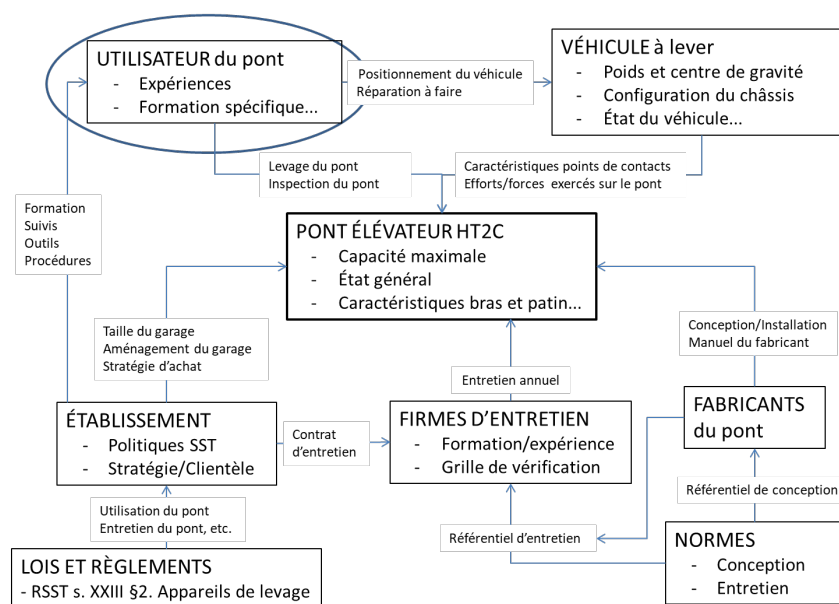 UTILISATEUR du pont
- Expériences
- Formation spécifique...
Positionnement du véhicule
Réparation à faire
VÉHICULE à lever
- Poids et centre de gravité
- Configuration du châssis
- État du véhicule...
Levage du pont
Inspection du pont
Caractéristiques points de contacts
Efforts/forces exercés sur le pont
Formation
Suivis
Outils
Procédures
PONT ÉLÉVATEUR HT2C
- Capacité maximale
- État général
- Caractéristiques bras et patin...
Taille du garage
Aménagement du garage
Stratégie d'achat
Conception/Installation
Manuel du fabricant
Entretien annuel
ÉTABLISSEMENT
- Politiques SST
- Stratégie/Clientèle
Contrat
d'entretien
FIRMES D'ENTRETIEN
- Formation/expérience
- Grille de vérification
FABRICANTS
du pont
Utilisation du pont
Entretien du pont, etc.
Référentiel d'entretien
Référentiel de conception
LOIS ET RÈGLEMENTS
- RSST s. XXIII §2. Appareils de levage
NORMES
- Conception
- Entretien